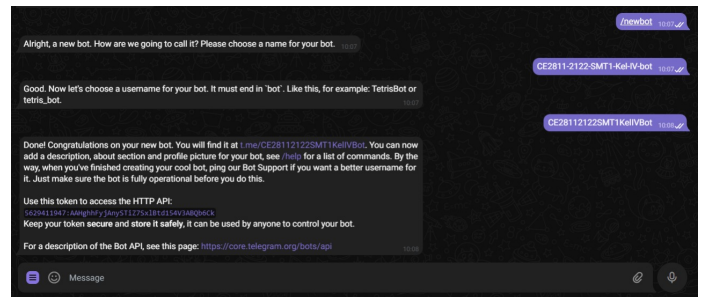 /newbot 10:07
Alright, a new bot. How are we going to call it? Please choose a name for your bot. 10:07
CE2811-2122-SMT1-Kel-IV-bot 10:07
Good. Now let's choose a username for your bot. It must end in `bot`. Like this, for example: TetrisBot or
tetris_bot. 10:07
CE28112122SMT1KelIVBot 10:08
Done! Congratulations on your new bot. You will find it at t.me/CE28112122SMT1KelIVBot. You can now
add a description, about section and profile picture for your bot, see /help for a list of commands. By the
way, when you've finished creating your cool bot, ping our Bot Support if you want a better username for
it. Just make sure the bot is fully operational before you do this.
Use this token to access the HTTP API:
Keep your token secure and store it safely, it can be used by anyone to control your bot.
For a description of the Bot API, see this page: https://core.telegram.org/bots/api 10:08
Message